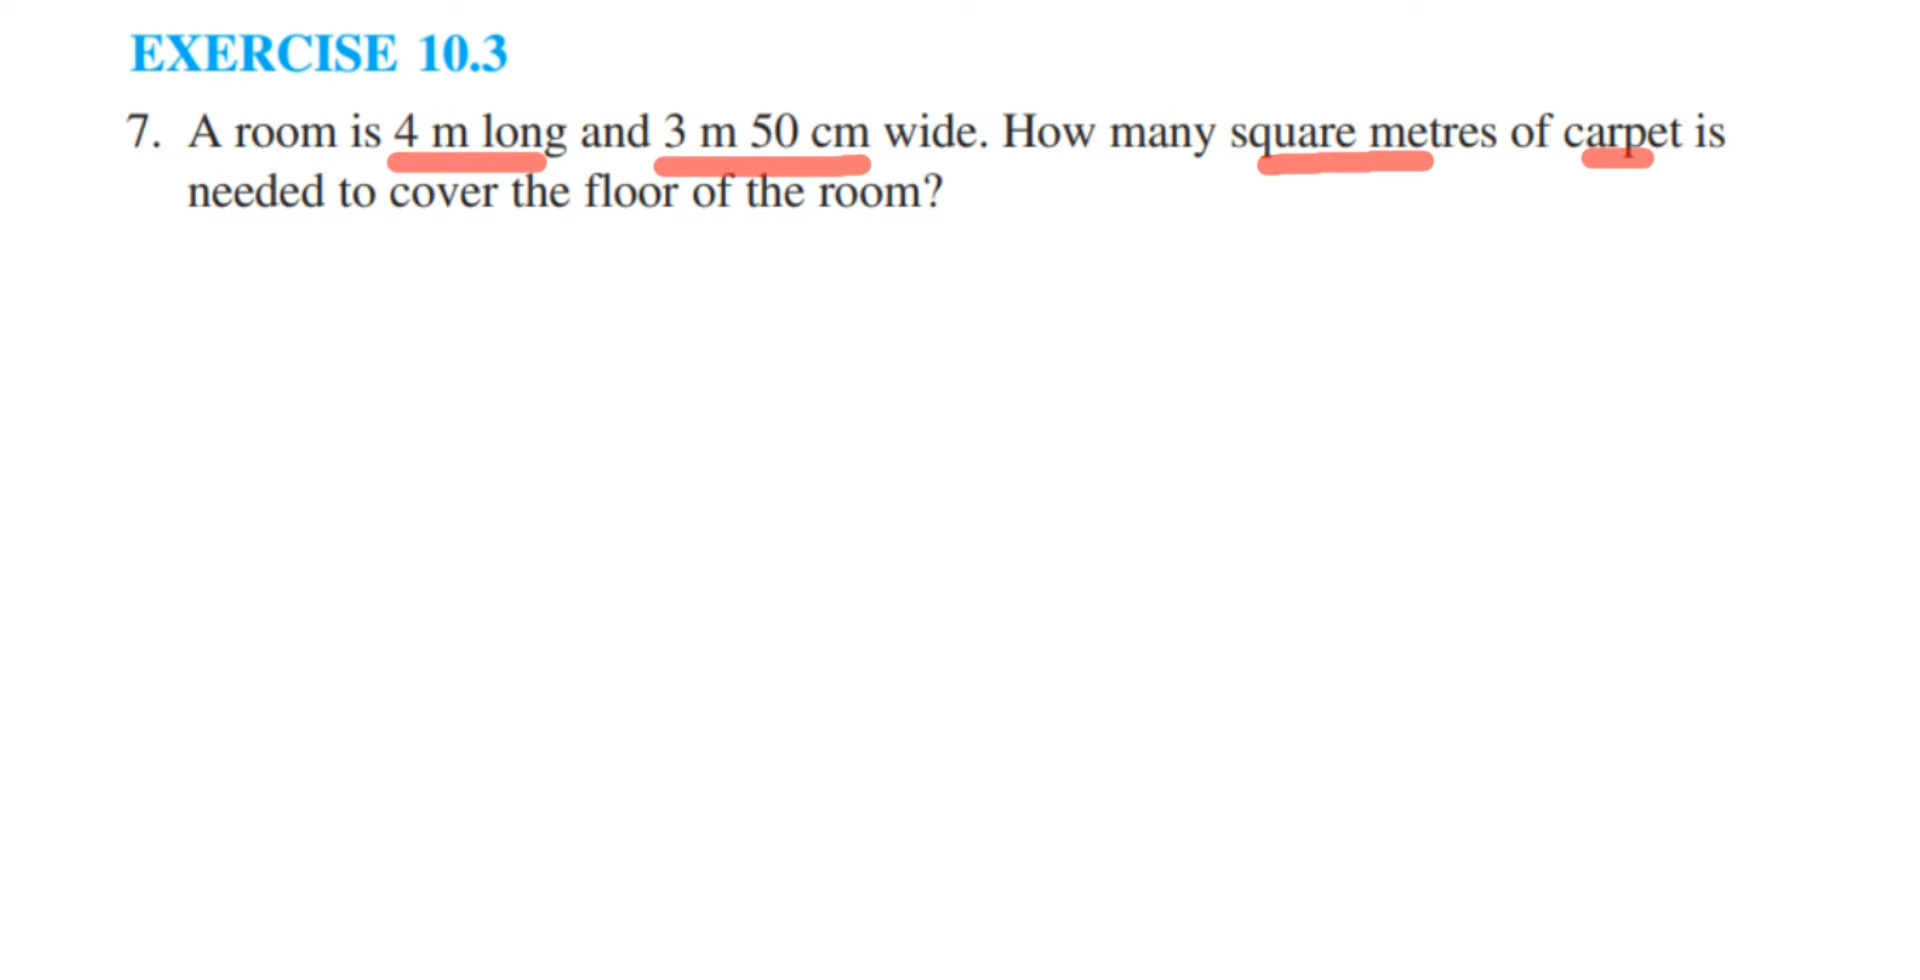 EXERCISE 10.3
7. A room is 4 m long and 3 m 50 cm wide. How many square metres of carpet is
needed to cover the floor of the room?